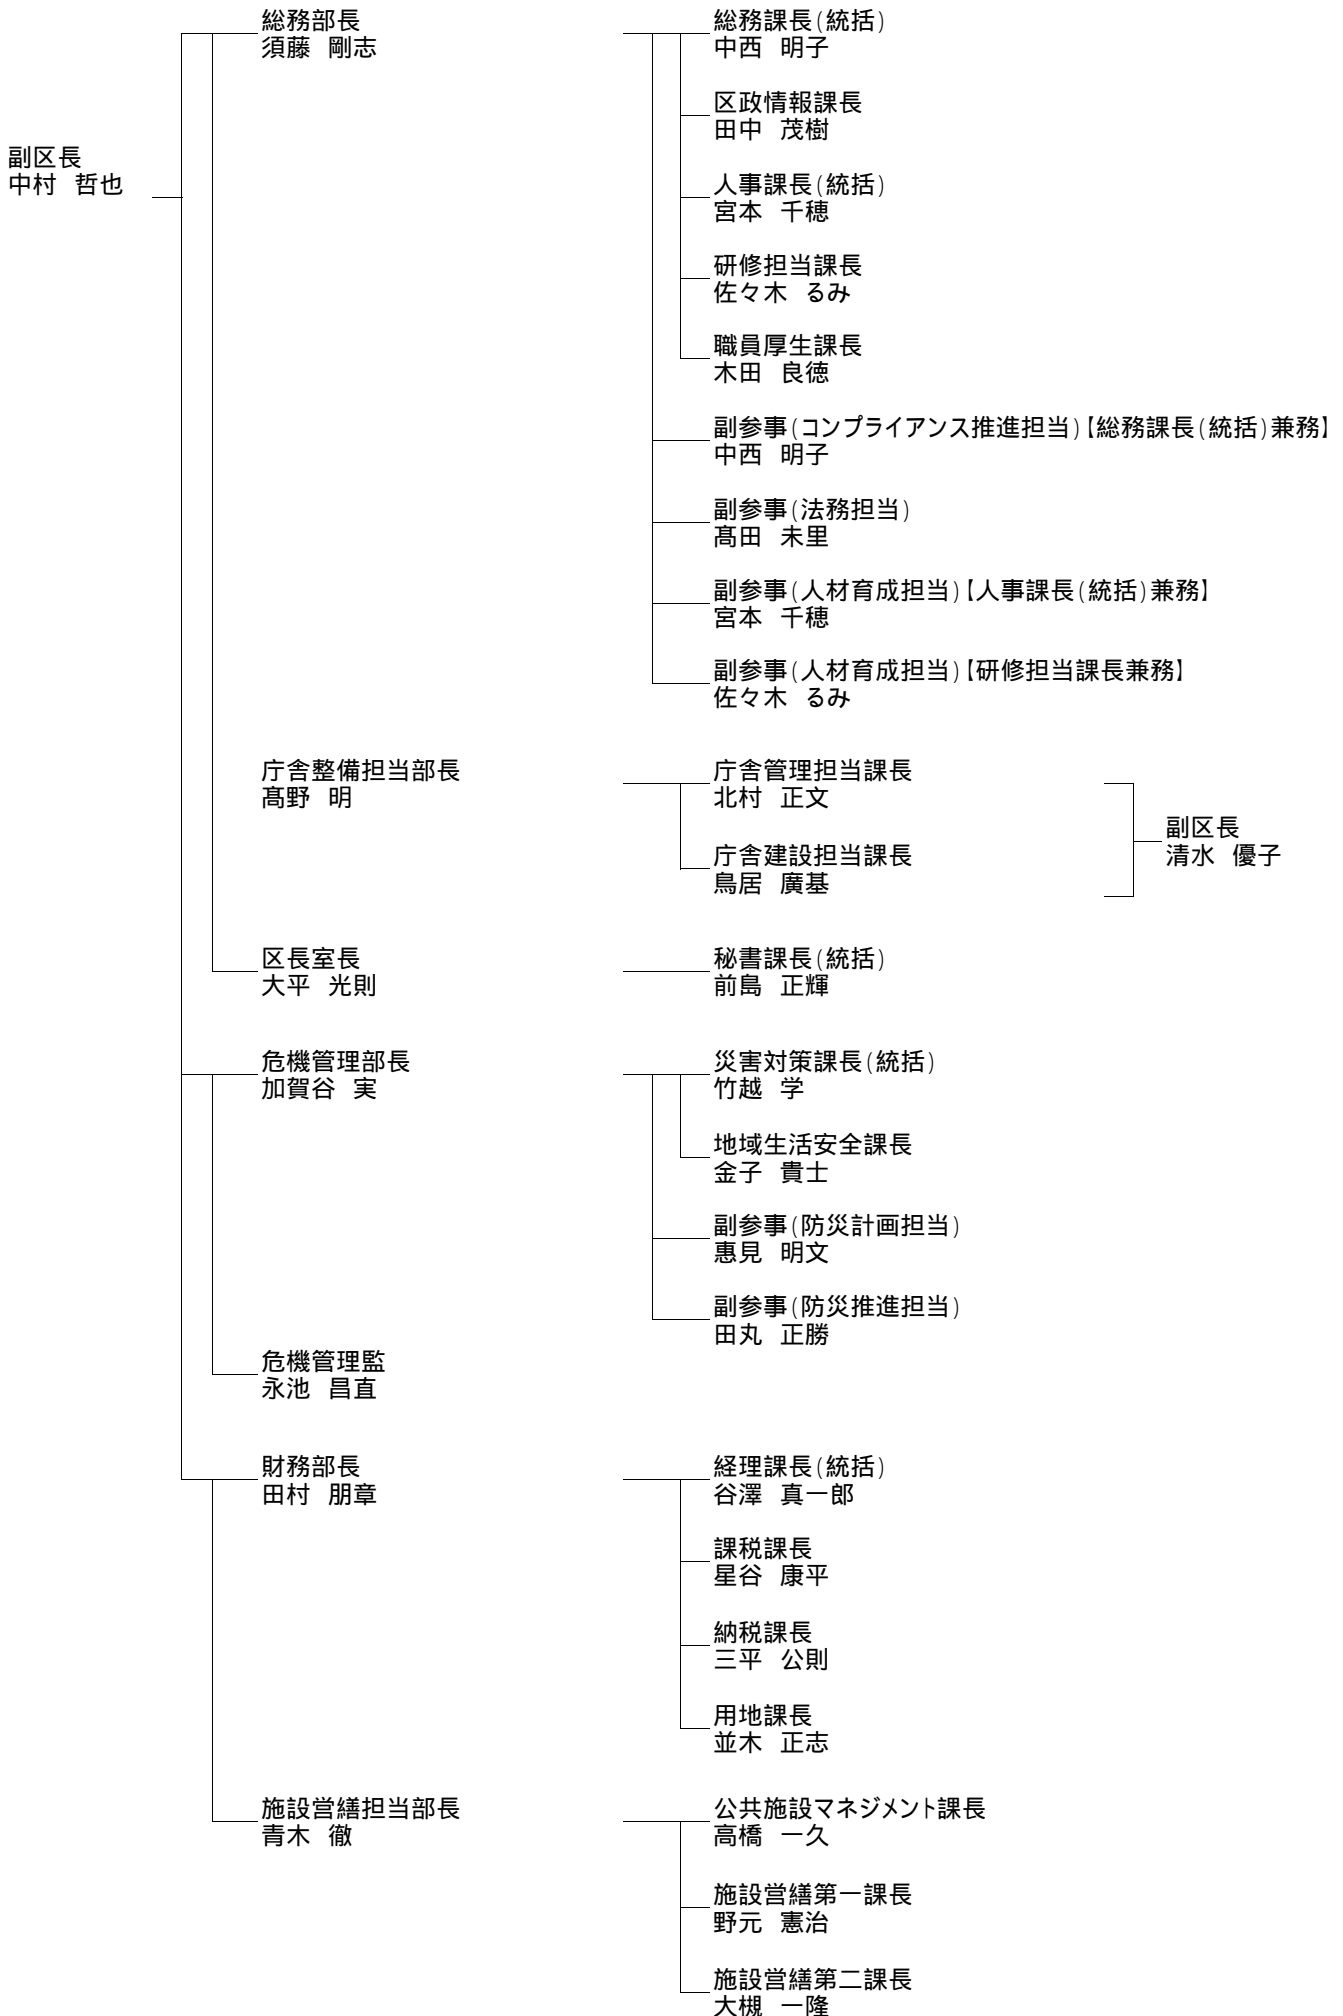 副区長
中村 哲也
総務部長
須藤 剛志
総務課長(統括)
中西 明子
区政情報課長
田中 茂樹
人事課長(統括)
宮本 千穂
研修担当課長
佐々木 るみ
職員厚生課長
木田 良徳
副参事(コンプライアンス推進担当)【総務課長(統括)兼務】
中西 明子
副参事(法務担当)
髙田 未里
副参事(人材育成担当)【人事課長(統括)兼務】
宮本 千穂
副参事(人材育成担当)【研修担当課長兼務】
佐々木 るみ
庁舎整備担当部長
髙野 明
庁舎管理担当課長
北村 正文
庁舎建設担当課長
鳥居 廣基
副区長
清水 優子
区長室長
大平 光則
秘書課長(統括)
前島 正輝
危機管理部長
加賀谷 実
災害対策課長(統括)
竹越 学
地域生活安全課長
金子 貴士
副参事(防災計画担当)
惠見 明文
副参事(防災推進担当)
田丸 正勝
危機管理監
永池 昌直
財務部長
田村 朋章
経理課長(統括)
谷澤 真一郎
課税課長
星谷 康平
納税課長
三平 公則
用地課長
並木 正志
施設営繕担当部長
青木 徹
公共施設マネジメント課長
高橋 一久
施設営繕第一課長
野元 憲治
施設営繕第二課長
大槻 一隆